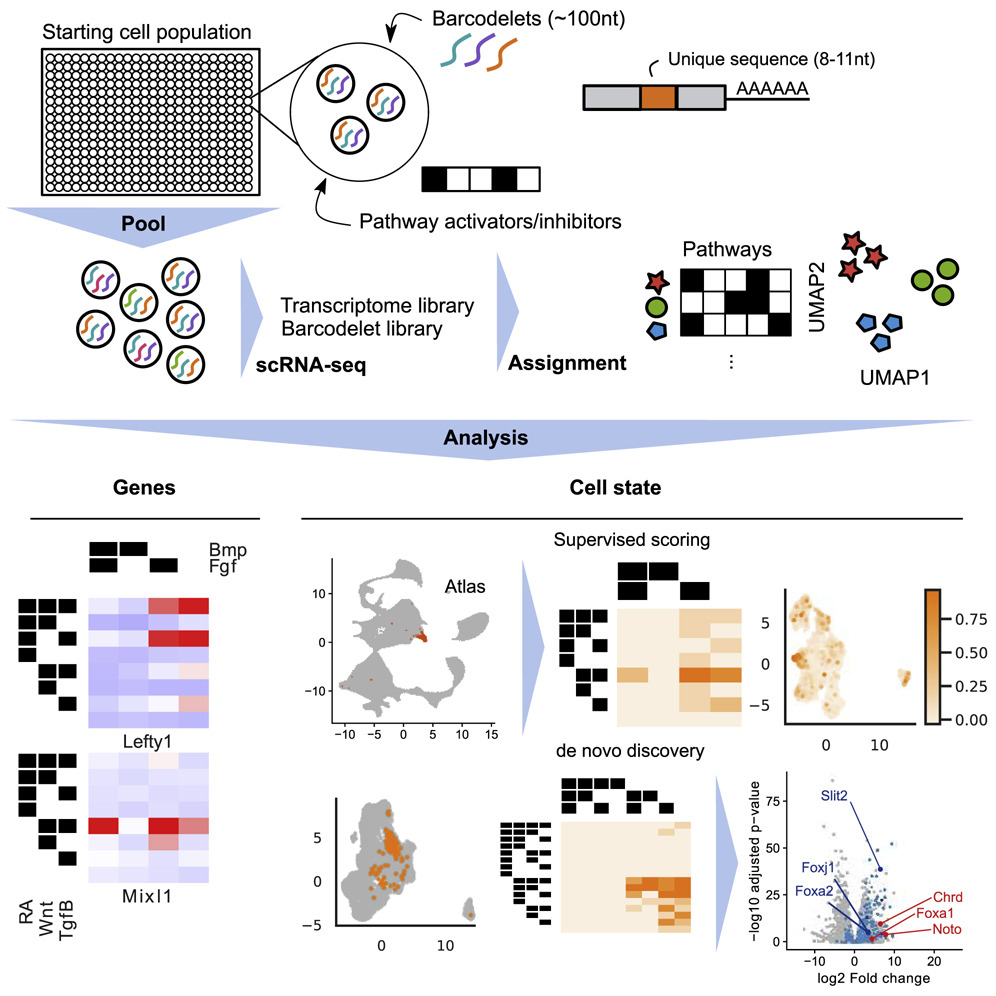 Starting cell population
Barcodelets (~100nt)
Unique sequence (8-11nt)
AAAAAA
Pathway activators/inhibitors
Pool
Transcriptome library
Barcodelet library
scRNA-seq
Assignment
Pathways
⋮
UMAP2
UMAP1
Analysis
Genes
Cell state
Bmp
Fgf
Lefty1
Mixl1
RA
Wnt
TgfB
Atlas
10
0
−10
−10 −5 0 5 10 15
Supervised scoring
5
0
−5
0 10
0.75
0.50
0.25
0.00
de novo discovery
5
0
−5
0 10
−log10 adjusted p-value
75
50
25
0
Slit2
Foxj1
Foxa2
Chrd
Foxa1
Noto
−10 0 10 20
log2 Fold change